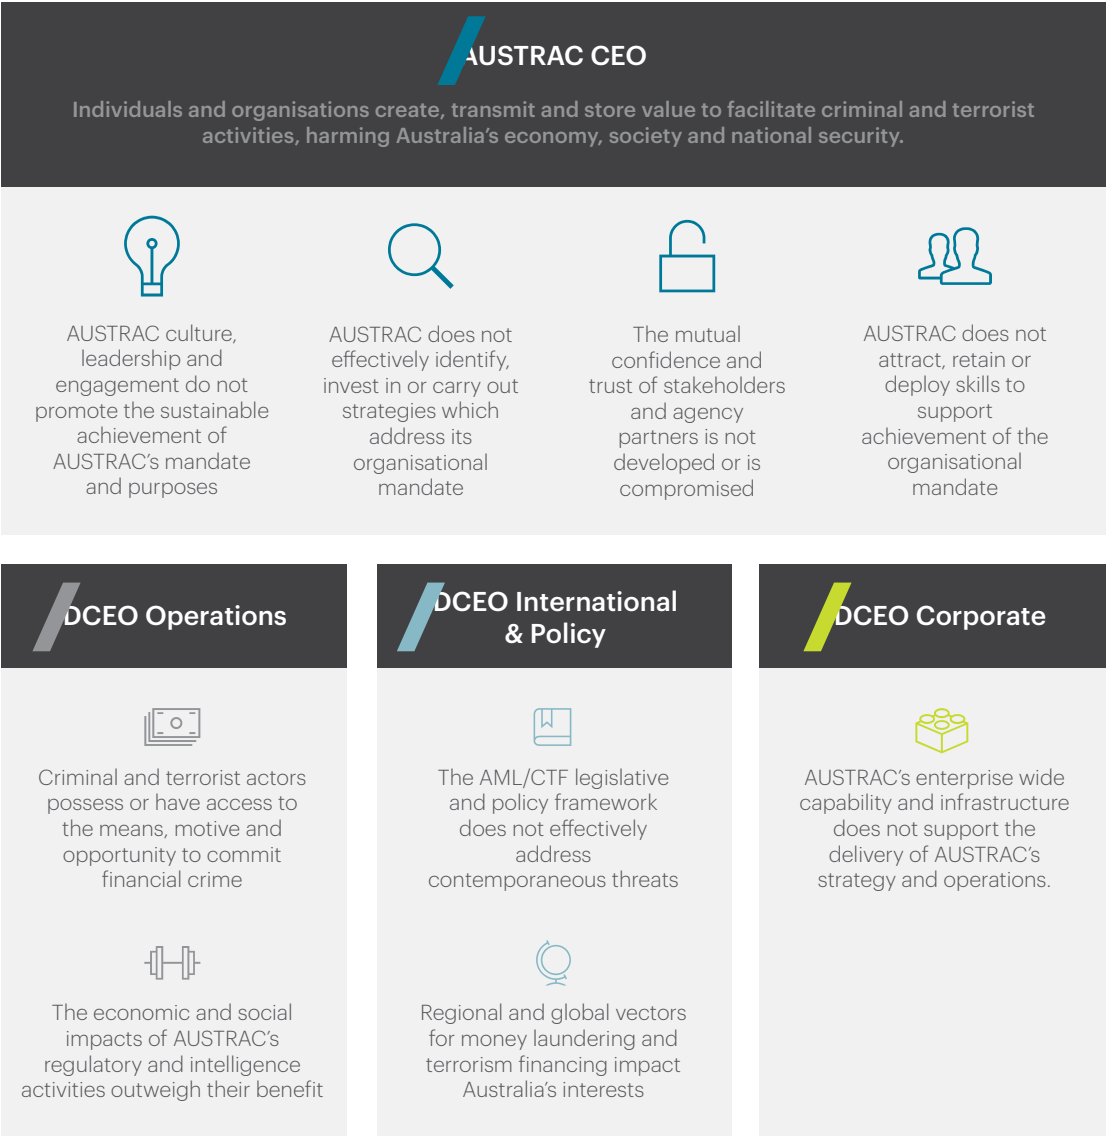 AUSTRAC CEO
Individuals and organisations create, transmit and store value to facilitate criminal and terrorist
activities, harming Australia's economy, society and national security.
AUSTRAC culture,
leadership and
engagement do not
promote the sustainable
achievement of
AUSTRAC's mandate
and purposes
AUSTRAC does not
effectively identify,
invest in or carry out
strategies which
address its
organisational
mandate
The mutual
confidence and
trust of stakeholders
and agency
partners is not
developed or is
compromised
AUSTRAC does not
attract, retain or
deploy skills to
support
achievement of the
organisational
mandate
DCEO Operations
Criminal and terrorist actors
possess or have access to
the means, motive and
opportunity to commit
financial crime
The economic and social
impacts of AUSTRAC's
regulatory and intelligence
activities outweigh their benefit
DCEO International
& Policy
The AML/CTF legislative
and policy framework
does not effectively
address
contemporaneous threats
Regional and global vectors
for money laundering and
terrorism financing impact
Australia's interests
DCEO Corporate
AUSTRAC's enterprise wide
capability and infrastructure
does not support the
delivery of AUSTRAC's
strategy and operations.